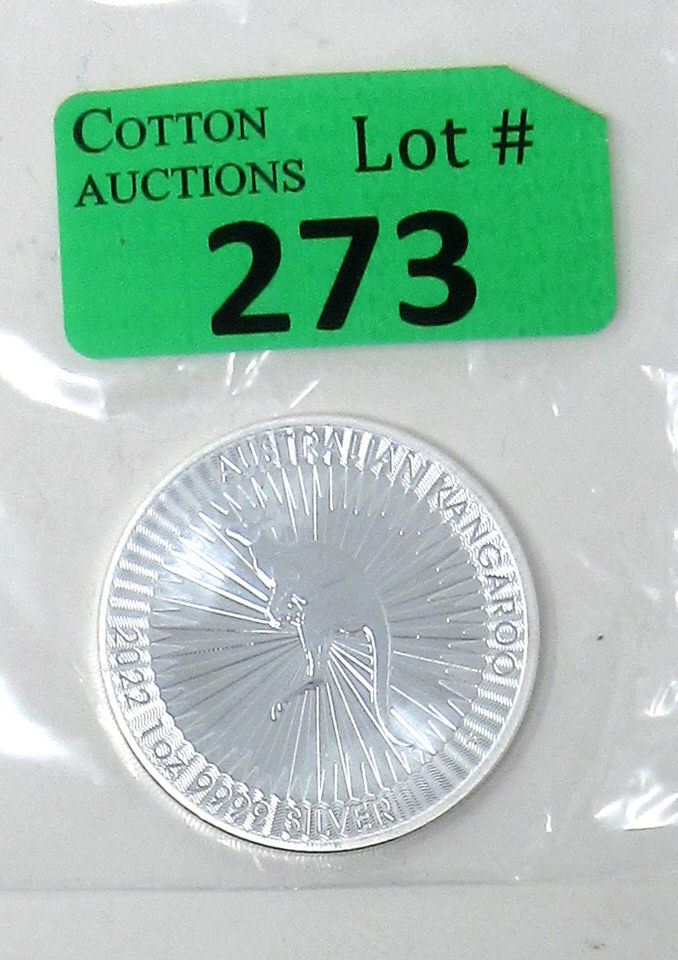 COTTON
AUCTIONS
Lot #
273
AUSTRALIAN KANGAROO
2022 1oz 9999 SILVER